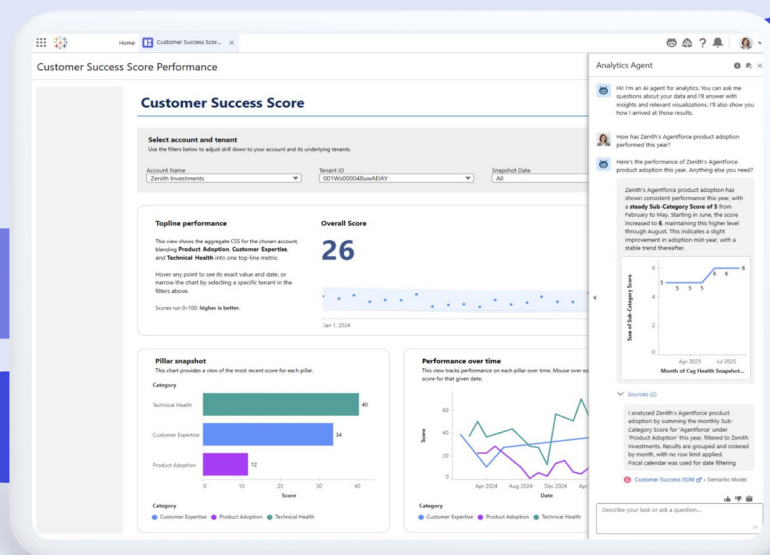 Home
Customer Success Scor... ×
Customer Success Score Performance
Customer Success Score
Select account and tenant
Use the filters below to adjust drill down to your account and its underlying tenants.
Account Name
Zenith Investments
Tenant ID
001Ws00004BuwAEIAY
Snapshot Date
All
Topline performance
This view shows the aggregate CSS for the chosen account,
blending Product Adoption, Customer Expertise,
and Technical Health into one top-line metric.
Hover any point to see its exact value and date, or
narrow the chart by selecting a specific tenant in the
filters above.
Scores run 0–100; higher is better.
Overall Score
26
Jan 1, 2024
Pillar snapshot
This chart provides a view of the most recent score for each pillar.
Category
Technical Health
40
Customer Expertise
34
Product Adoption
12
0 10 20 30 40
Score
Category
Customer Expertise Product Adoption Technical Health
Performance over time
This view tracks performance on each pillar over time. Mouse over ea
score for that given date.
Score
60
40
20
0
Apr 2024 Aug 2024 Dec 2024 Apr
Date
Category
Customer Expertise Product Adoption Technical Health
Analytics Agent
Hi! I'm an AI agent for analytics. You can ask me
questions about your data and I'll answer with
insights and relevant visualizations. I'll also show you
how I arrived at those results.
How has Zenith's Agentforce product adoption
performed this year?
Here's the performance of Zenith's Agentforce
product adoption this year. Anything else you need?
Zenith's Agentforce product adoption has
shown consistent performance this year, with
a steady Sub-Category Score of 5 from
February to May. Starting in June, the score
increased to 6, maintaining this higher level
through August. This indicates a slight
improvement in adoption mid-year, with a
stable trend thereafter.
Sum of Sub-Category Score
6
4
2
0
5 5 5 5 6 6 6
Apr 2025 Jul 2025
Month of Csg Health Snapshot...
Sources (2)
I analyzed Zenith's Agentforce product
adoption by summing the monthly Sub-
Category Score for 'Agentforce' under
'Product Adoption' this year, filtered to Zenith
Investments. Results are grouped and ordered
by month, with no row limit applied.
Fiscal calendar was used for date filtering
Customer Success SDM • Semantic Model
Describe your task or ask a question...